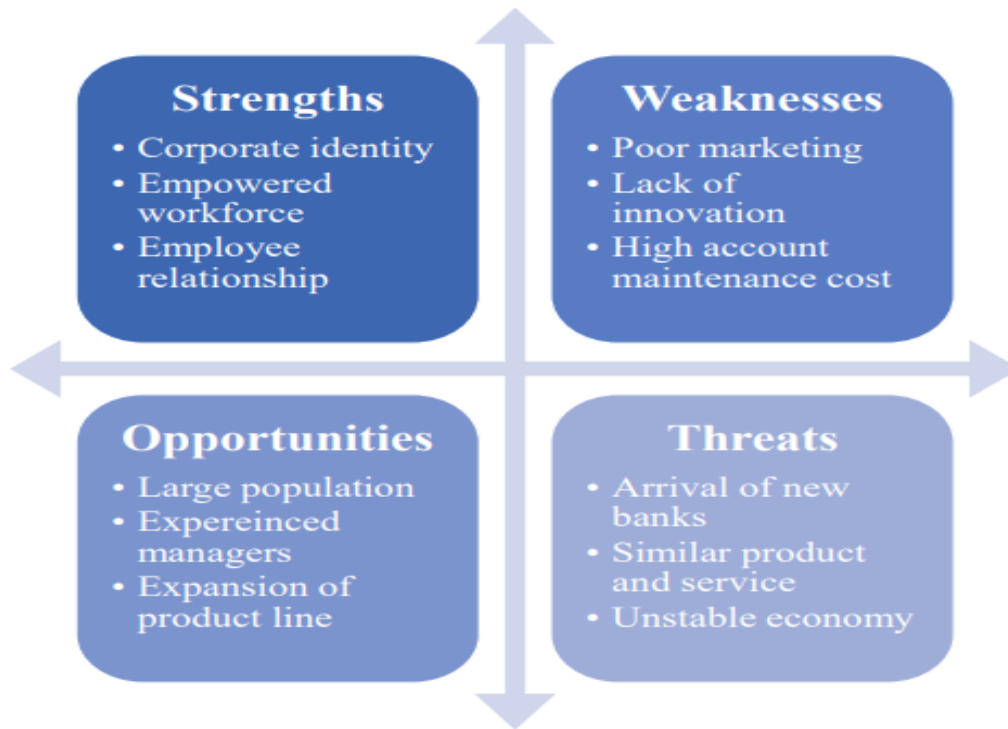 Strengths
• Corporate identity
• Empowered
workforce
• Employee
relationship
Weaknesses
• Poor marketing
• Lack of
innovation
• High account
maintenance cost
Opportunities
• Large population
• Expereinced
managers
• Expansion of
product line
Threats
• Arrival of new
banks
• Similar product
and service
• Unstable economy